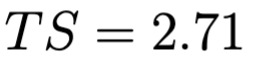 TS = 2.71